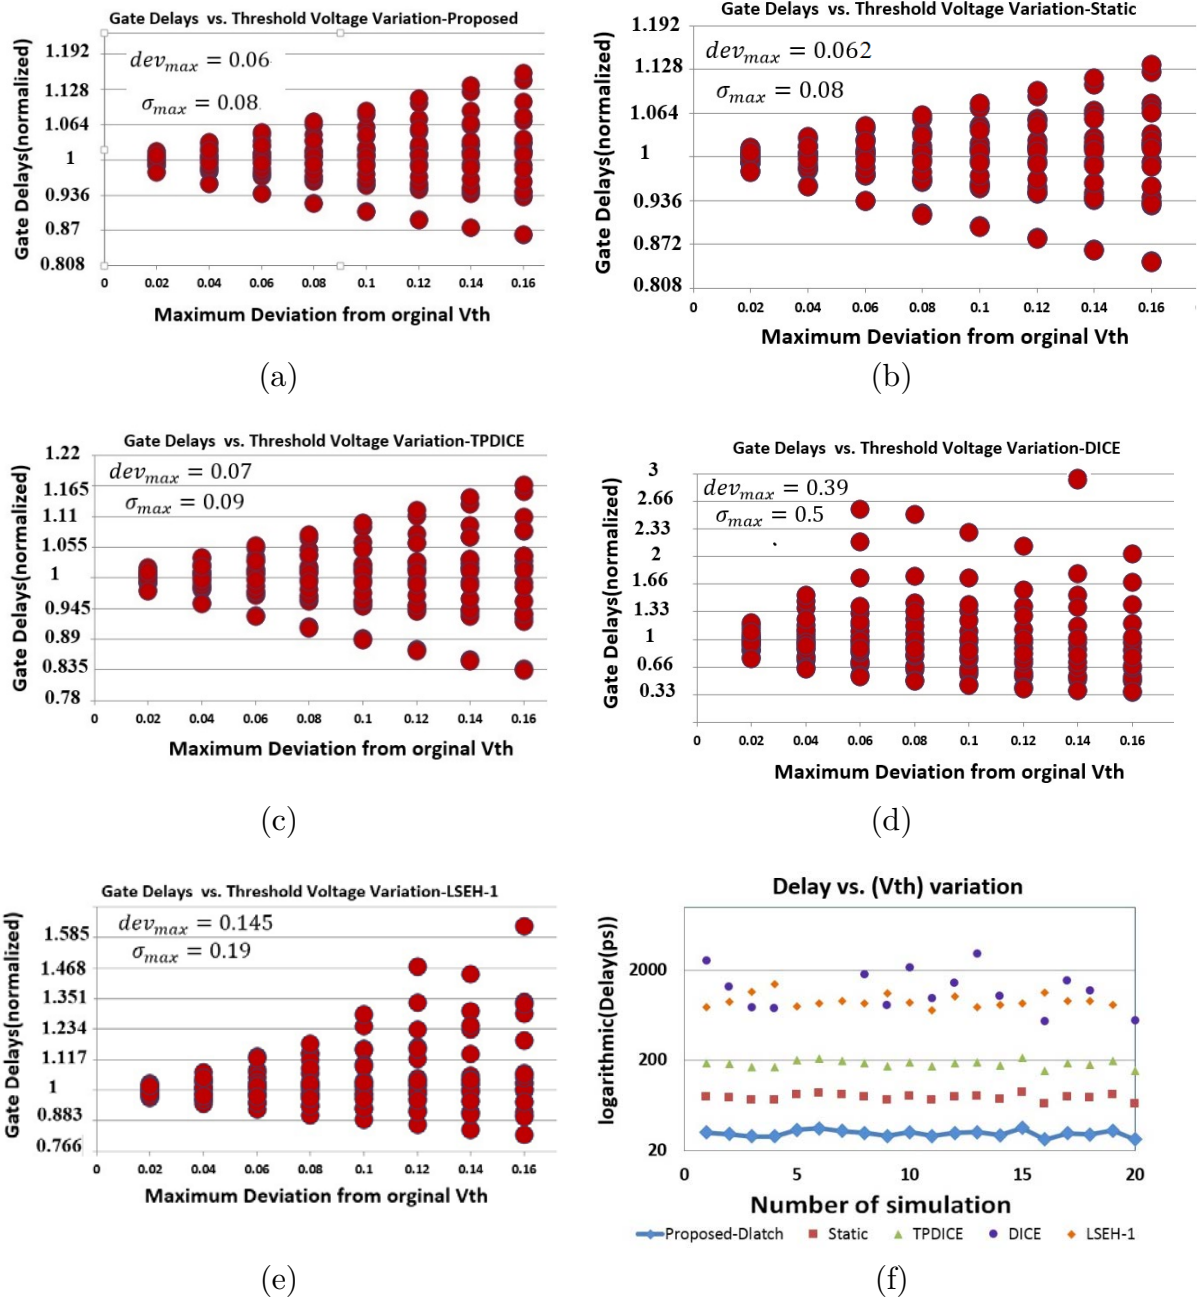 Gate Delays vs. Threshold Voltage Variation-Proposed
dev_max = 0.06
σ_max = 0.08
Gate Delays(normalized)
1.192
1.128
1.064
1
0.936
0.87
0.808
0 0.02 0.04 0.06 0.08 0.1 0.12 0.14 0.16
Maximum Deviation from orginal Vth
(a)
Gate Delays vs. Threshold Voltage Variation-Static
dev_max = 0.062
σ_max = 0.08
Gate Delays(normalized)
1.192
1.128
1.064
1
0.936
0.872
0.808
0 0.02 0.04 0.06 0.08 0.1 0.12 0.14 0.16
Maximum Deviation from orginal Vth
(b)
Gate Delays vs. Threshold Voltage Variation-TPDICE
dev_max = 0.07
σ_max = 0.09
Gate Delays(normalized)
1.22
1.165
1.11
1.055
1
0.945
0.89
0.835
0.78
0 0.02 0.04 0.06 0.08 0.1 0.12 0.14 0.16
Maximum Deviation from orginal Vth
(c)
Gate Delays vs. Threshold Voltage Variation-DICE
dev_max = 0.39
σ_max = 0.5
Gate Delays(normalized)
3
2.66
2.33
2
1.66
1.33
1
0.66
0.33
0 0.02 0.04 0.06 0.08 0.1 0.12 0.14 0.16
Maximum Deviation from orginal Vth
(d)
Gate Delays vs. Threshold Voltage Variation-LSEH-1
dev_max = 0.145
σ_max = 0.19
Gate Delays(normalized)
1.585
1.468
1.351
1.234
1.117
1
0.883
0.766
0 0.02 0.04 0.06 0.08 0.1 0.12 0.14 0.16
Maximum Deviation from orginal Vth
(e)
Delay vs. (Vth) variation
logarithmic(Delay(ps))
2000
200
20
0 5 10 15 20
Number of simulation
Proposed-Dlatch Static TPDICE DICE LSEH-1
(f)